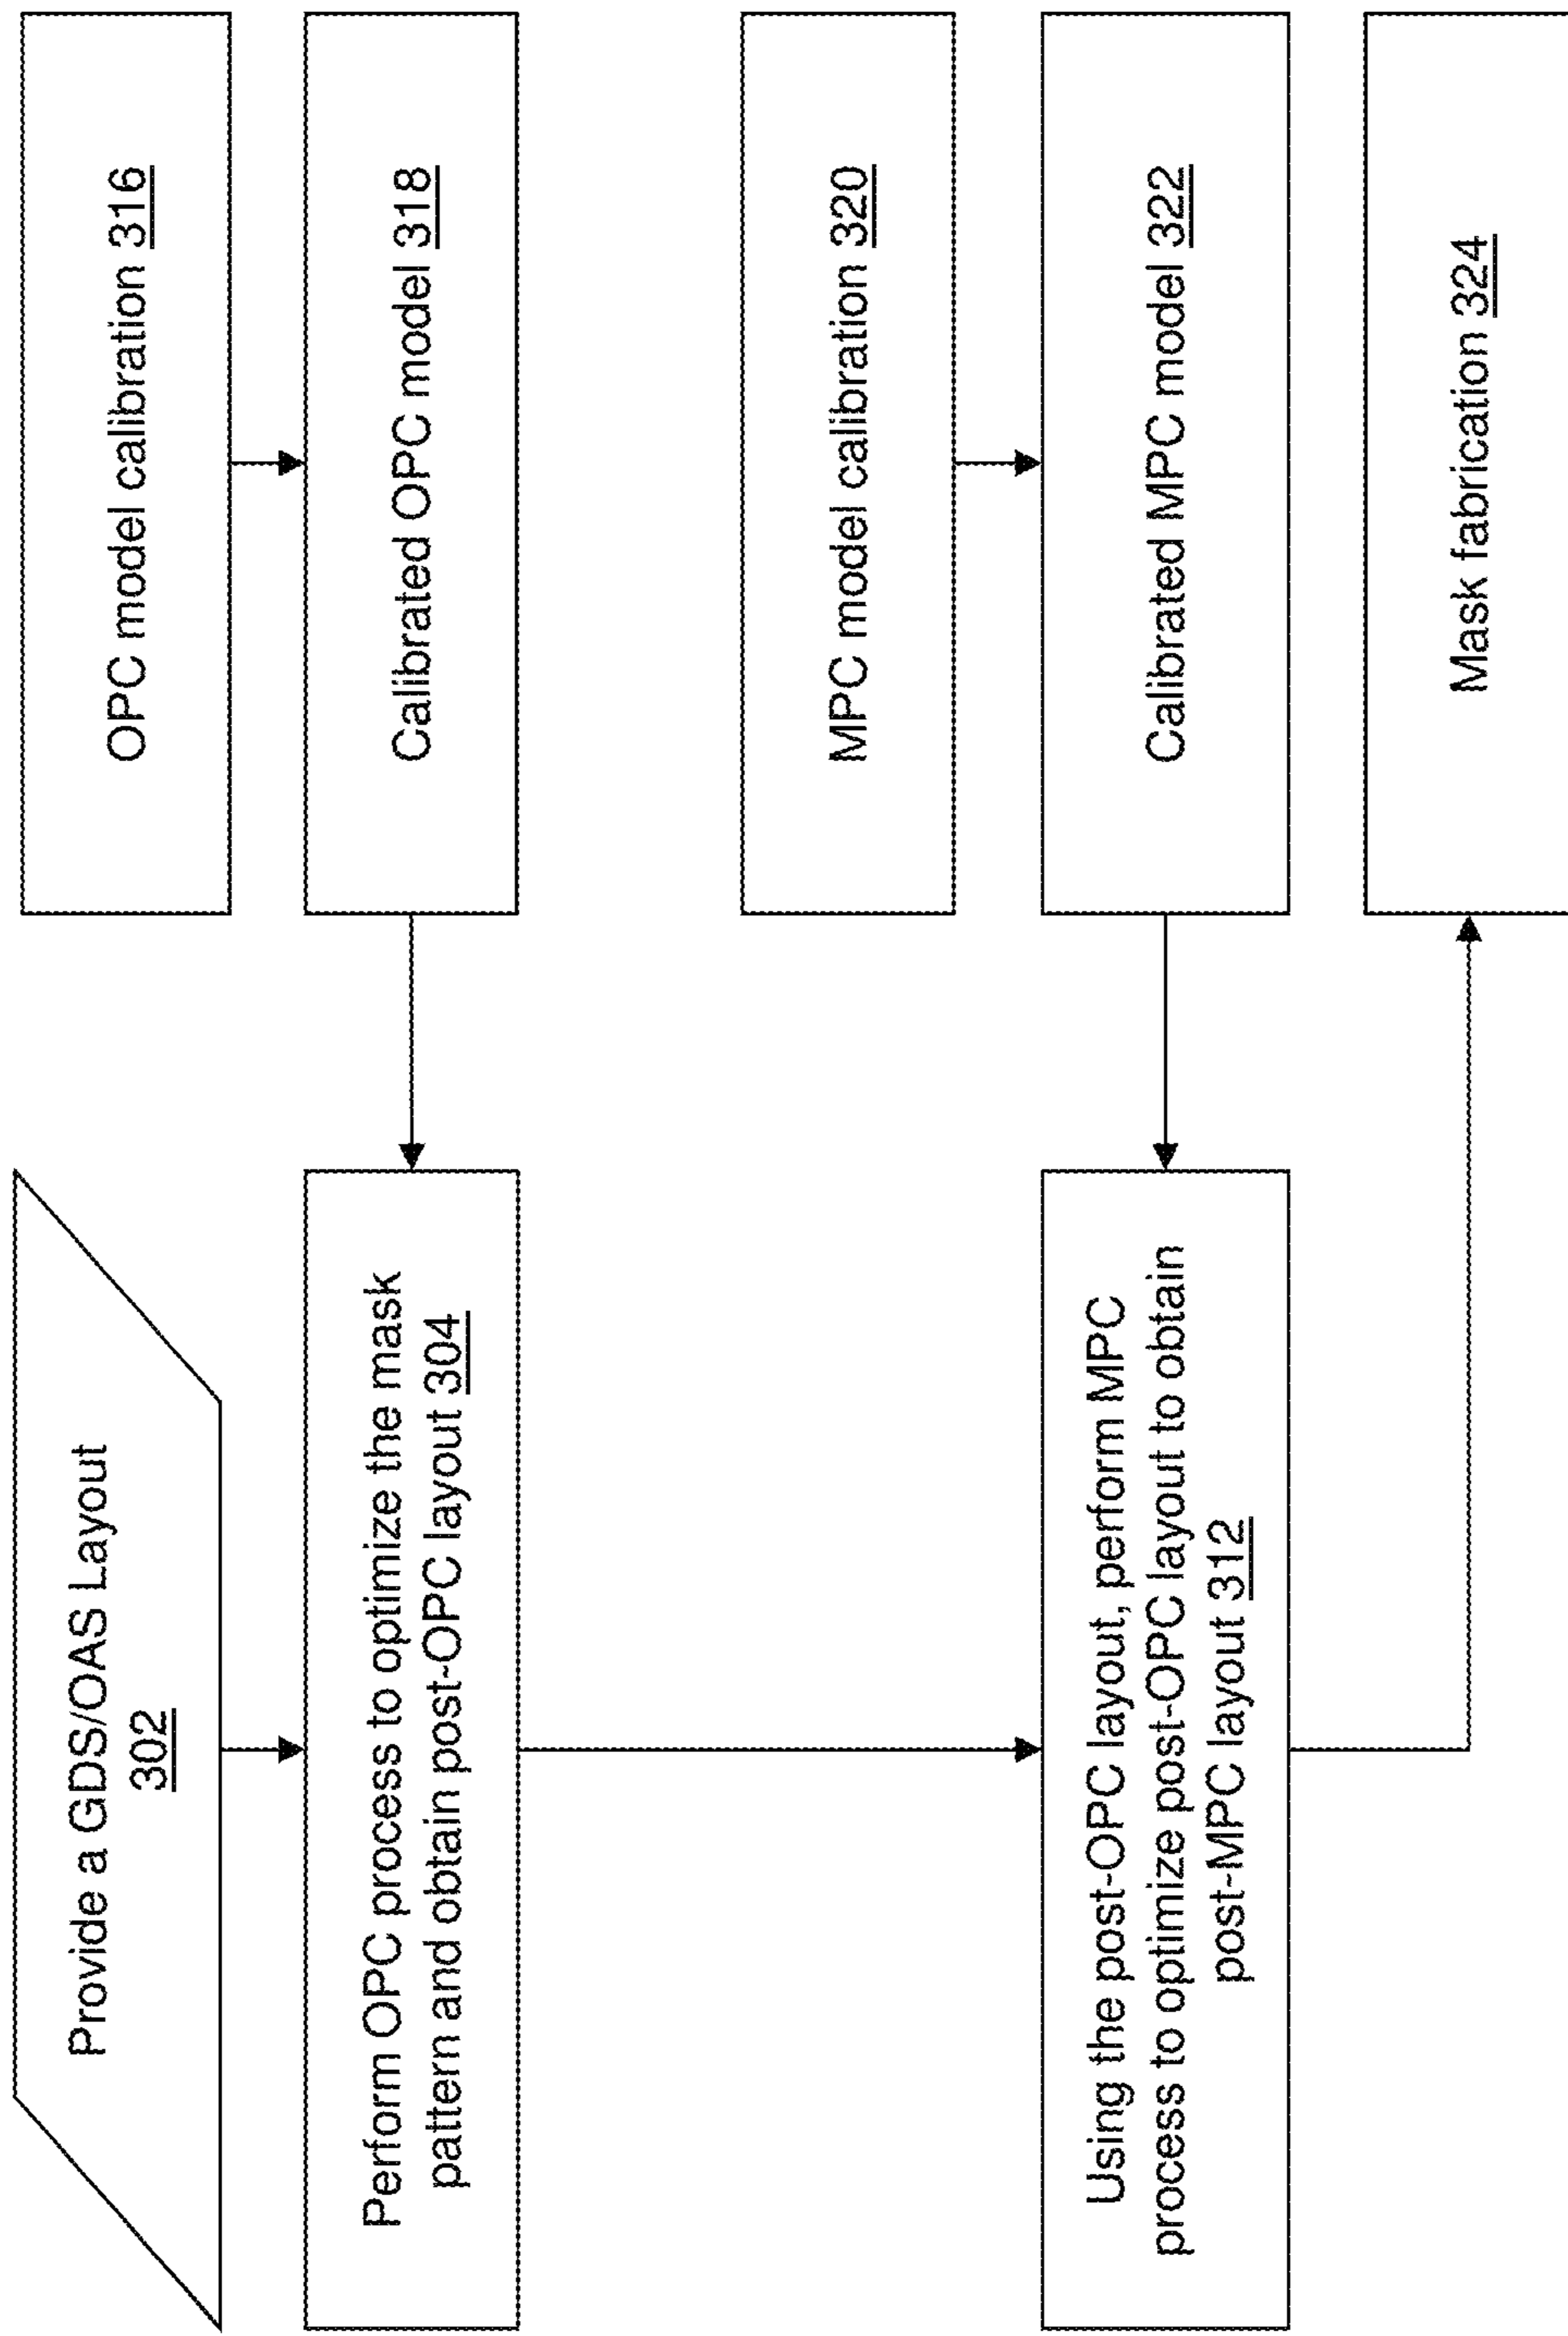 Provide a GDS/OAS Layout
302
Perform OPC process to optimize the mask
pattern and obtain post-OPC layout 304
Using the post-OPC layout, perform MPC
process to optimize post-OPC layout to obtain
post-MPC layout 312
OPC model calibration 316
Calibrated OPC model 318
MPC model calibration 320
Calibrated MPC model 322
Mask fabrication 324